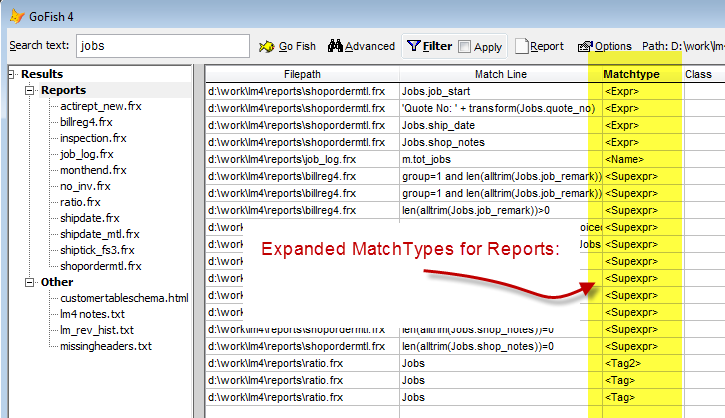 GoFish 4
Search text: jobs Go Fish Advanced Filter Apply Report Options Path: D:\work\lm
Results
Reports
actirept_new.frx
billreg4.frx
inspection.frx
job_log.frx
monthend.frx
no_inv.frx
ratio.frx
shipdate.frx
shipdate_mtl.frx
shiptick_fs3.frx
shopordermtl.frx
Other
customertableschema.html
lm4 notes.txt
lm_rev_hist.txt
missingheaders.txt
Filepath Match Line Matchtype Class
d:\work\lm4\reports\shopordermtl.frx Jobs.job_start <Expr>
d:\work\lm4\reports\shopordermtl.frx 'Quote No: ' + transform(Jobs.quote_no) <Expr>
d:\work\lm4\reports\shopordermtl.frx Jobs.ship_date <Expr>
d:\work\lm4\reports\shopordermtl.frx Jobs.shop_notes <Expr>
d:\work\lm4\reports\job_log.frx m.tot_jobs <Name>
d:\work\lm4\reports\billreg4.frx group=1 and len(alltrim(Jobs.job_remark)) <Supexpr>
d:\work\lm4\reports\billreg4.frx group=1 and len(alltrim(Jobs.job_remark)) <Supexpr>
d:\work\lm4\reports\billreg4.frx len(alltrim(Jobs.job_remark))>0 <Supexpr>
d:\work <Supexpr>
d:\work Jobs <Supexpr>
d:\work <Supexpr>
d:\work <Supexpr>
d:\work <Supexpr>
d:\work <Supexpr>
d:\work\lm4\reports\shopordermtl.frx len(alltrim(Jobs.shop_notes))=0 <Supexpr>
d:\work\lm4\reports\shopordermtl.frx len(alltrim(Jobs.shop_notes))=0 <Supexpr>
d:\work\lm4\reports\ratio.frx Jobs <Tag2>
d:\work\lm4\reports\ratio.frx Jobs <Tag>
d:\work\lm4\reports\ratio.frx Jobs <Tag>
Expanded MatchTypes for Reports: